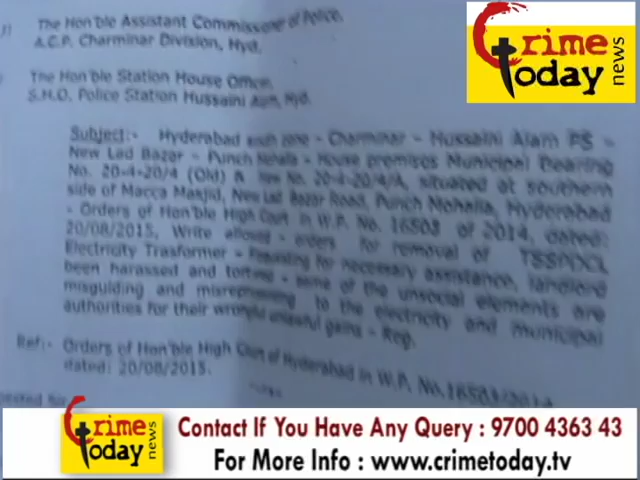 The Hon'ble Assistant Commissioner of Police,
A.C.P. Charminar Division, Hyd.
The Hon'ble Station House Officer,
S.H.O. Police Station Hussaini Alam, Hyd.
Subject:- Hyderabad south zone - Charminar - Hussaini Alam PS -
New Lad Bazar - Punch Mohalla - House premises Municipal Bearing
No. 20-4-20/4 (Old) & New No. 20-4-20/4/A, situated at southern
side of Macca Masjid, New Lad Bazar Road, Punch Mohalla, Hyderabad
- Orders of Hon'ble High Court in W.P. No. 16503 of 2014, dated:
20/08/2015, Write allowed - orders for removal of TSSPDCL
Electricity Trasformer - Requesting for necessary assistance, landlord
been harassed and tortured - some of the unsocial elements are
misguiding and misrepresenting to the electricity and municipal
authorities for their wrongful unlawful gains - Reg.
Ref:- Orders of Hon'ble High Court of Hyderabad in W.P. No.16503/2014
dated: 20/08/2015.
Crime
Today
news
Crime
Today
news
Contact If You Have Any Query : 9700 4363 43
For More Info : www.crimetoday.tv